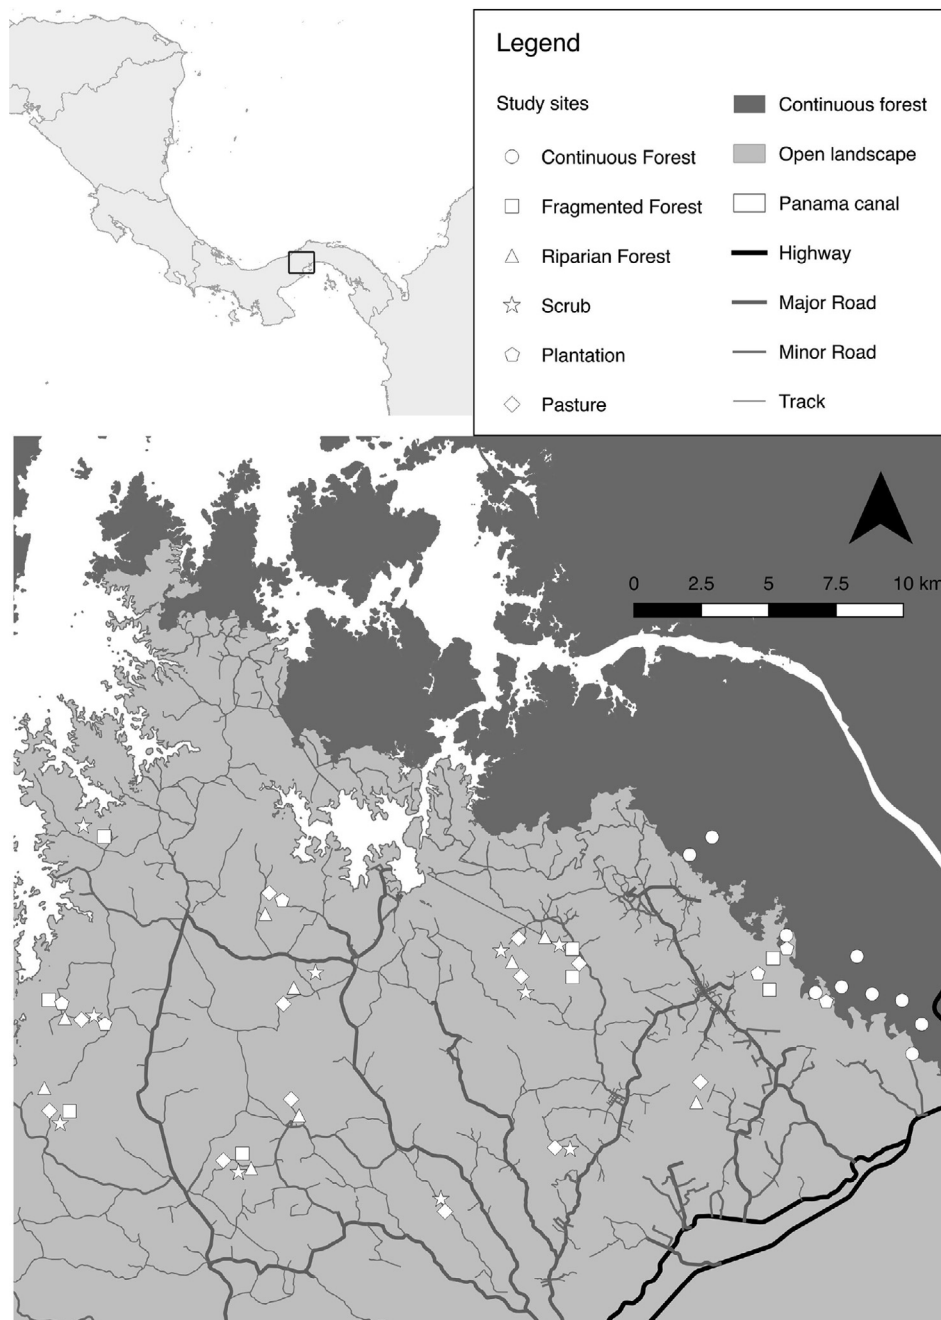 Legend
Study sites
Continuous Forest
Fragmented Forest
Riparian Forest
Scrub
Plantation
Pasture
Continuous forest
Open landscape
Panama canal
Highway
Major Road
Minor Road
Track
0 2.5 5 7.5 10 km